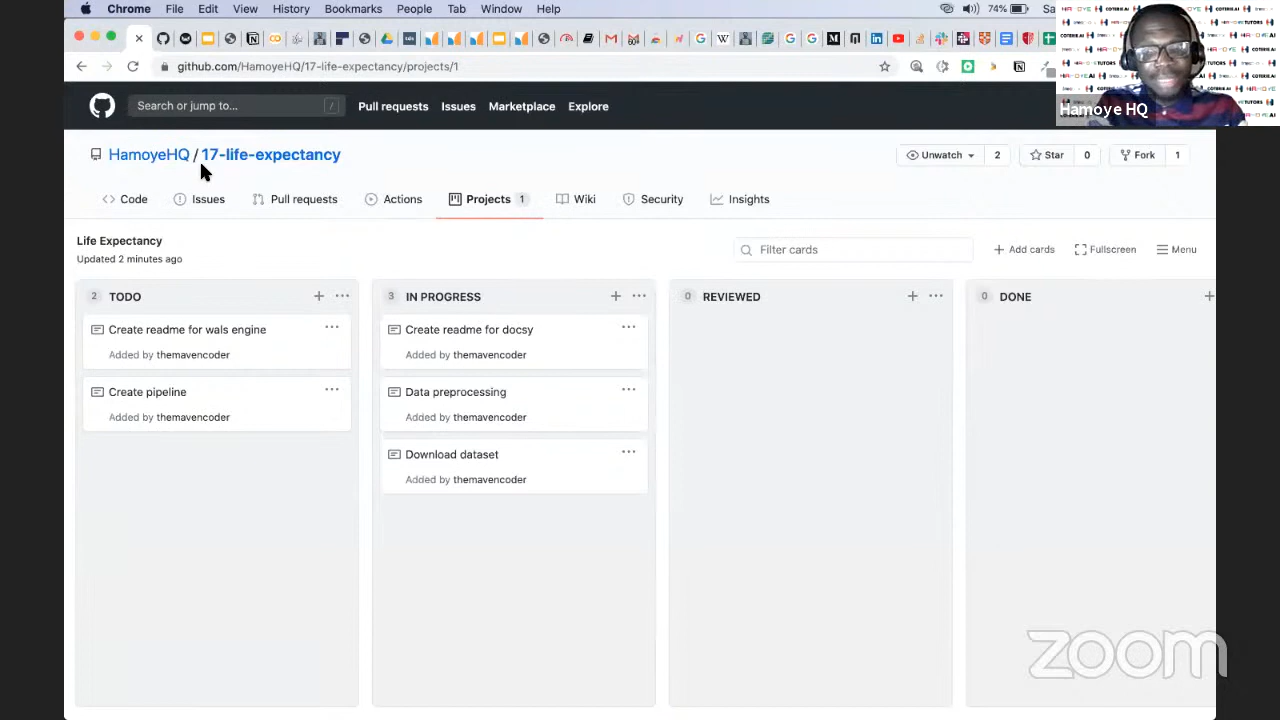 Chrome File Edit View History Bookmarks People Tab Window Help 74% Sa
github.com/HamoyeHQ/17-life-expectancy/projects/1
Hamoye HQ
Search or jump to... / Pull requests Issues Marketplace Explore
HamoyeHQ / 17-life-expectancy
Unwatch 2 Star 0 Fork 1
Code Issues Pull requests Actions Projects 1 Wiki Security Insights
Life Expectancy
Updated 2 minutes ago
Filter cards
Add cards Fullscreen Menu
2 TODO
Create readme for wals engine
Added by themavencoder
Create pipeline
Added by themavencoder
3 IN PROGRESS
Create readme for docsy
Added by themavencoder
Data preprocessing
Added by themavencoder
Download dataset
Added by themavencoder
0 REVIEWED
0 DONE
zoom